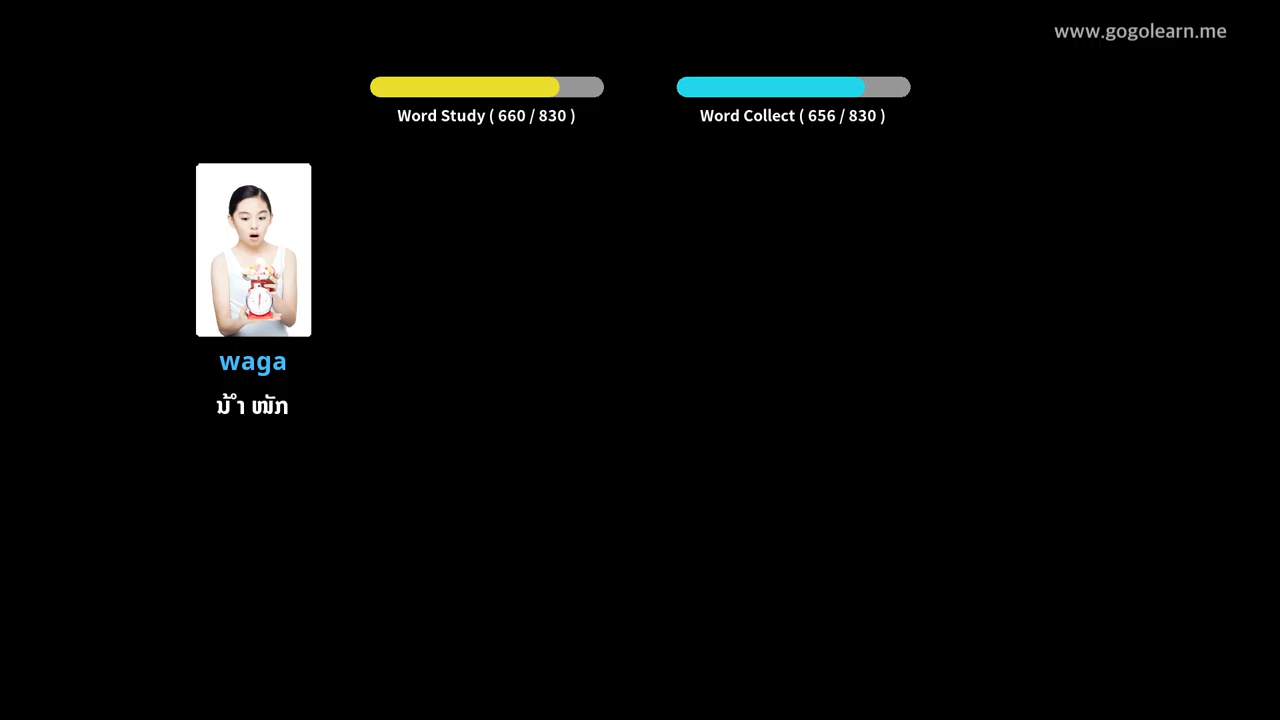 www.gogolearn.me
Word Study ( 660 / 830 )
Word Collect ( 656 / 830 )
waga
ນ້ ຳ ໜັກ